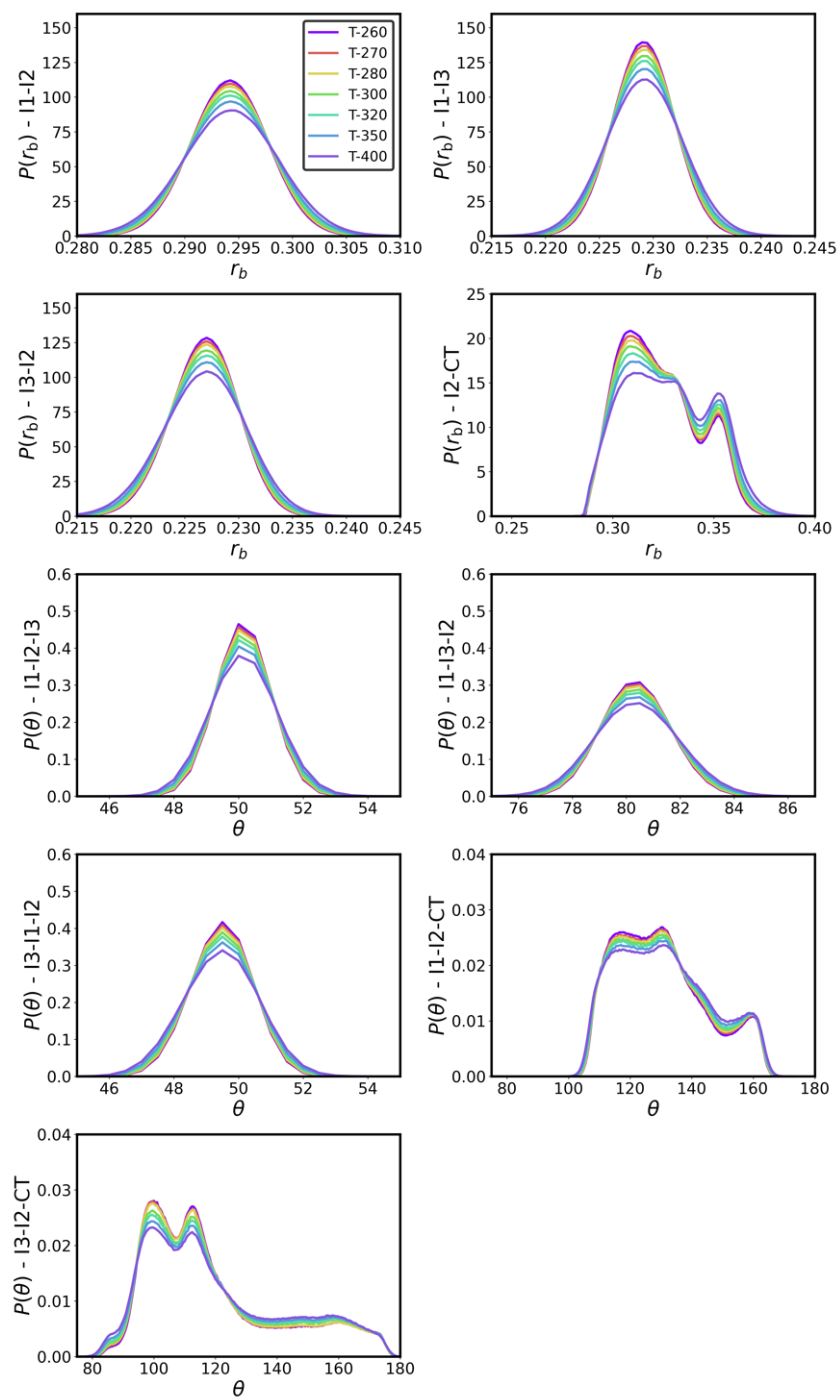 P(r_b) - I1-I2
150
125
100
75
50
25
0
0.280 0.285 0.290 0.295 0.300 0.305 0.310
r_b
T-260
T-270
T-280
T-300
T-320
T-350
T-400
P(r_b) - I1-I3
150
125
100
75
50
25
0
0.215 0.220 0.225 0.230 0.235 0.240 0.245
r_b
P(r_b) - I3-I2
150
125
100
75
50
25
0
0.215 0.220 0.225 0.230 0.235 0.240 0.245
r_b
P(r_b) - I2-CT
25
20
15
10
5
0
0.25 0.30 0.35 0.40
r_b
P(θ) - I1-I2-I3
0.6
0.5
0.4
0.3
0.2
0.1
0.0
46 48 50 52 54
θ
P(θ) - I1-I3-I2
0.6
0.5
0.4
0.3
0.2
0.1
0.0
76 78 80 82 84 86
θ
P(θ) - I3-I1-I2
0.6
0.5
0.4
0.3
0.2
0.1
0.0
46 48 50 52 54
θ
P(θ) - I1-I2-CT
0.04
0.03
0.02
0.01
0.00
80 100 120 140 160 180
θ
P(θ) - I3-I2-CT
0.04
0.03
0.02
0.01
0.00
80 100 120 140 160 180
θ